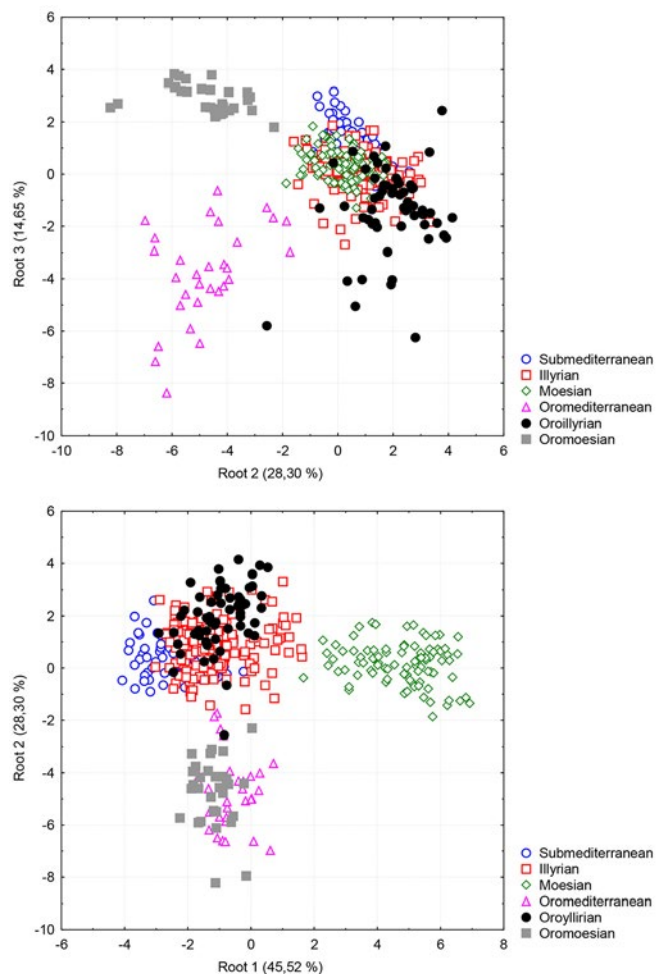 6
4
2
0
-2
-4
-6
-8
-10
Root 3 (14,65 %)
-10 -8 -6 -4 -2 0 2 4 6
Root 2 (28,30 %)
Submediterranean
Illyrian
Moesian
Oromediterranean
Oroillyrian
Oromoesian
6
4
2
0
-2
-4
-6
-8
-10
Root 2 (28,30 %)
-6 -4 -2 0 2 4 6 8
Root 1 (45,52 %)
Submediterranean
Illyrian
Moesian
Oromediterranean
Oroyllirian
Oromoesian